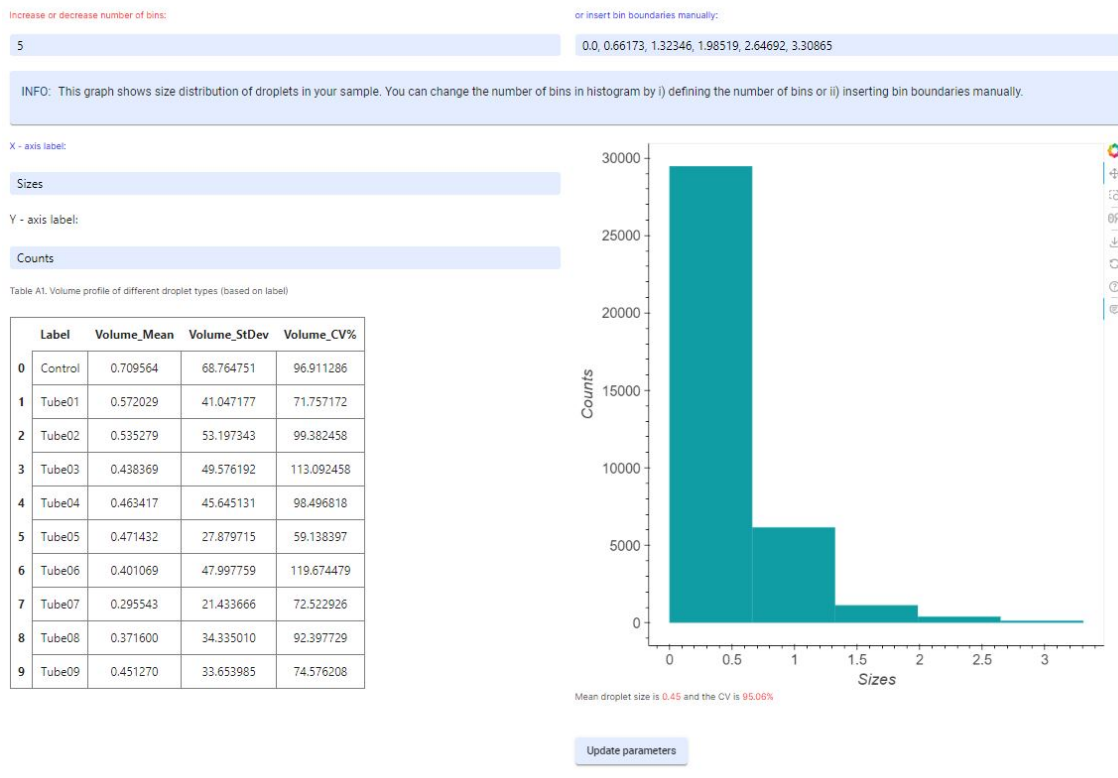 Increase or decrease number of bins:
5
or insert bin boundaries manually:
0.0, 0.66173, 1.32346, 1.98519, 2.64692, 3.30865
INFO: This graph shows size distribution of droplets in your sample. You can change the number of bins in histogram by i) defining the number of bins or ii) inserting bin boundaries manually.
X - axis label:
Sizes
Y - axis label:
Counts
Table A1. Volume profile of different droplet types (based on label)
Label Volume_Mean Volume_StDev Volume_CV%
0 Control 0.709564 68.764751 96.911286
1 Tube01 0.572029 41.047177 71.757172
2 Tube02 0.535279 53.197343 99.382458
3 Tube03 0.438369 49.576192 113.092458
4 Tube04 0.463417 45.645131 98.496818
5 Tube05 0.471432 27.879715 59.138397
6 Tube06 0.401069 47.997759 119.674479
7 Tube07 0.295543 21.433666 72.522926
8 Tube08 0.371600 34.335010 92.397729
9 Tube09 0.451270 33.653985 74.576208
30000
25000
20000
15000
10000
5000
0
Counts
0 0.5 1 1.5 2 2.5 3
Sizes
Mean droplet size is 0.45 and the CV is 95.06%
Update parameters